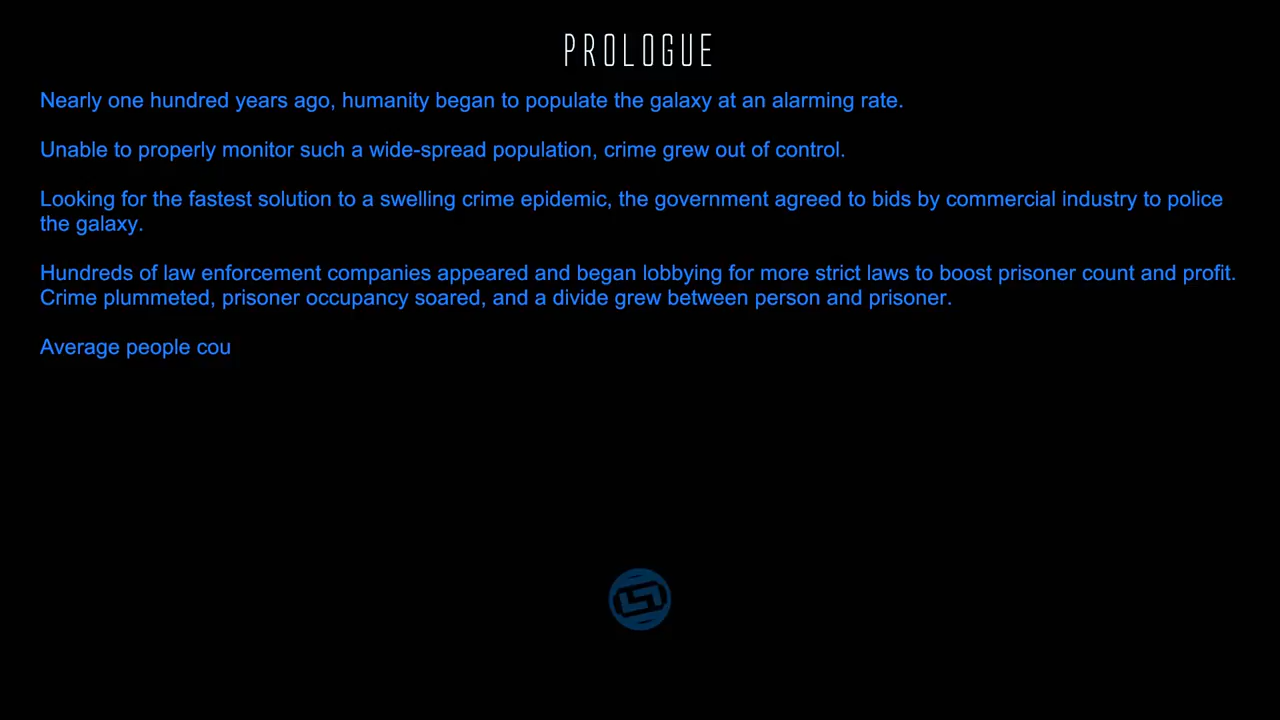 PROLOGUE
Nearly one hundred years ago, humanity began to populate the galaxy at an alarming rate.
Unable to properly monitor such a wide-spread population, crime grew out of control.
Looking for the fastest solution to a swelling crime epidemic, the government agreed to bids by commercial industry to police
the galaxy.
Hundreds of law enforcement companies appeared and began lobbying for more strict laws to boost prisoner count and profit.
Crime plummeted, prisoner occupancy soared, and a divide grew between person and prisoner.
Average people cou